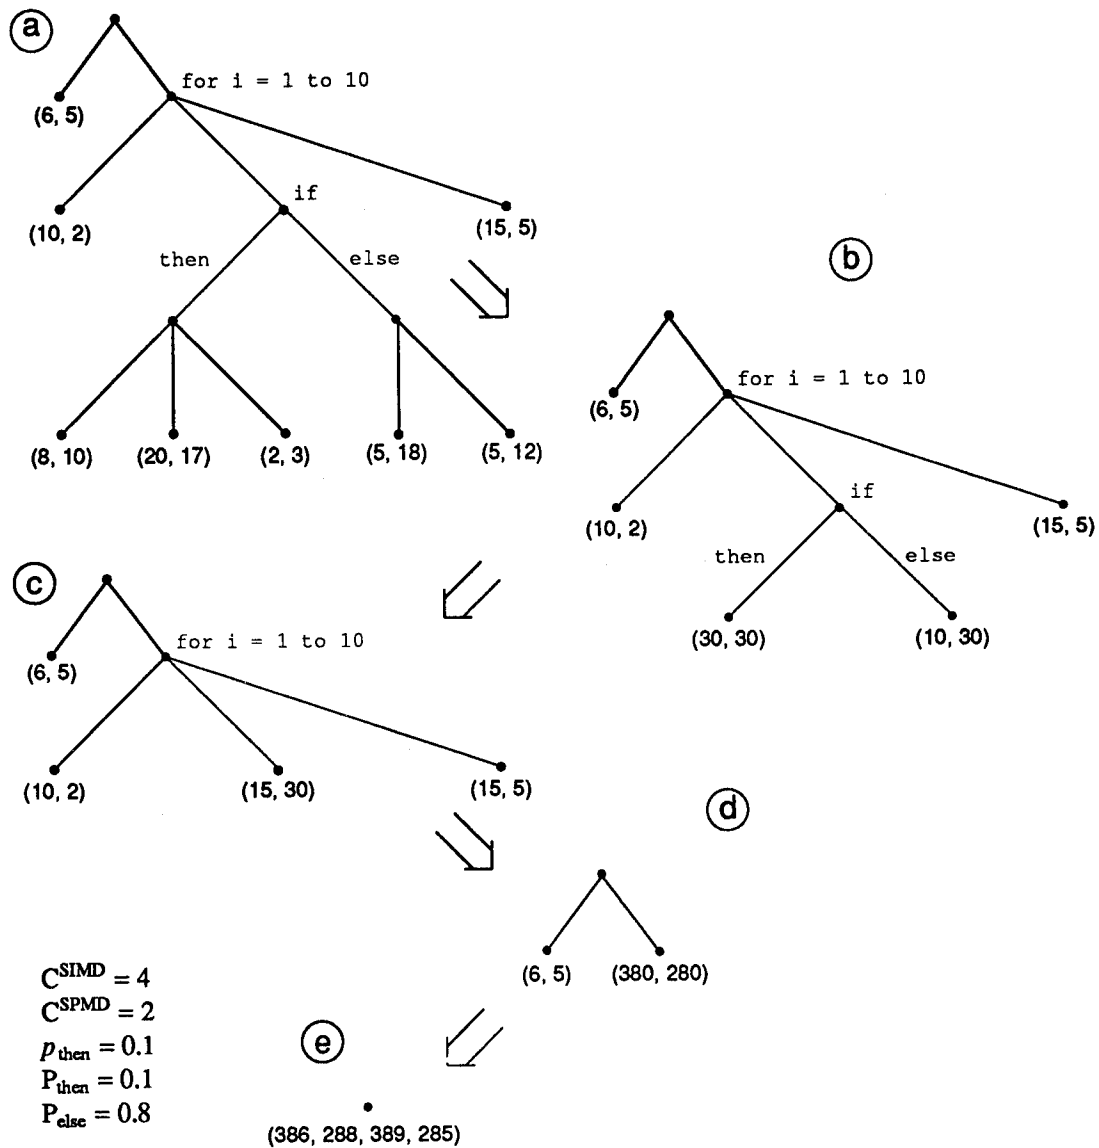 a
for i = 1 to 10
(6, 5)
if
(10, 2)
(15, 5)
then
else
(8, 10) (20, 17) (2, 3) (5, 18) (5, 12)
b
for i = 1 to 10
(6, 5)
if
(10, 2)
(15, 5)
then
else
(30, 30)
(10, 30)
c
for i = 1 to 10
(6, 5)
(10, 2)
(15, 30)
(15, 5)
d
(6, 5)
(380, 280)
C^SIMD = 4
C^SPMD = 2
p_then = 0.1
P_then = 0.1
P_else = 0.8
e
(386, 288, 389, 285)